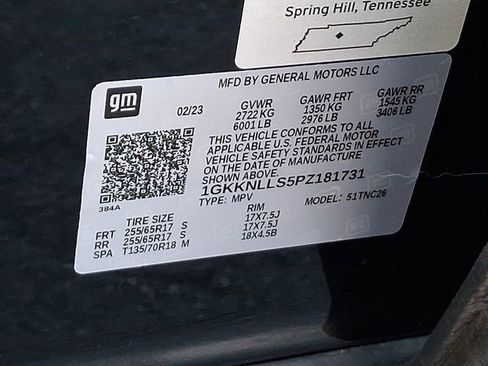 Spring Hill, Tennessee
MFD BY GENERAL MOTORS LLC
gm
02/23 GVWR GAWR FRT GAWR RR
2722 KG 1350 KG 1545 KG
6001 LB 2976 LB 3406 LB
THIS VEHICLE CONFORMS TO ALL
APPLICABLE U.S. FEDERAL MOTOR
VEHICLE SAFETY STANDARDS IN EFFECT
ON THE DATE OF MANUFACTURE
SHOWN ABOVE.
1GKKNLLS5PZ181731
TYPE: MPV MODEL: 51TNC26
384A
TIRE SIZE RIM
FRT 255/65R17 S 17X7.5J
RR 255/65R17 S 17X7.5J
SPA T135/70R18 M 18X4.5B